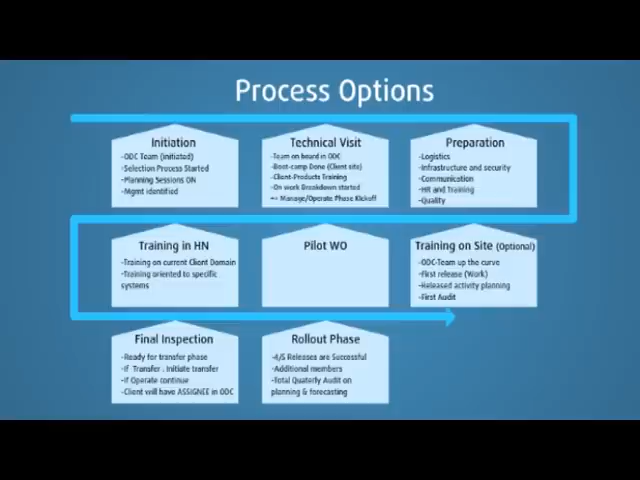 Process Options
Initiation
-ODC Team (initiated)
-Selection Process Started
-Planning Sessions ON
-Mgmt identified
Technical Visit
-Team on board in ODC
-Boot-camp Done (Client site)
-Client-Products Training
-On work Breakdown started
=> Manage/Operate Phase Kickoff
Preparation
-Logistics
-Infrastructure and security
-Communication
-HR and Training
-Quality
Training in HN
-Training on current Client Domain
-Training oriented to specific
systems
Pilot WO
Training on Site (Optional)
-ODC-Team up the curve
-First release (Work)
-Released activity planning
-First Audit
Final Inspection
-Ready for transfer phase
-If Transfer . Initiate transfer
-If Operate continue
-Client will have ASSIGNEE in ODC
Rollout Phase
-4/5 Releases are Successful
-Additional members
-Total Quaterly Audit on
planning & forecasting